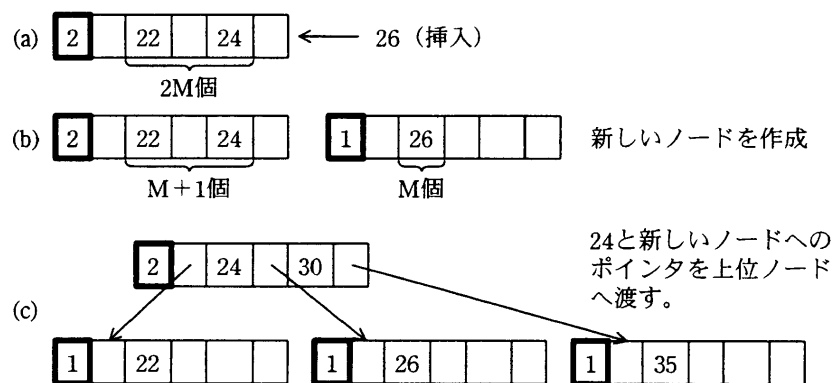 (a) 2 22 24 26(挿入)
2M個
(b) 2 22 24 1 26 新しいノードを作成
M+1個 M個
(c)
2 24 30
24と新しいノードへの
ポインタを上位ノード
へ渡す。
1 22 1 26 1 35